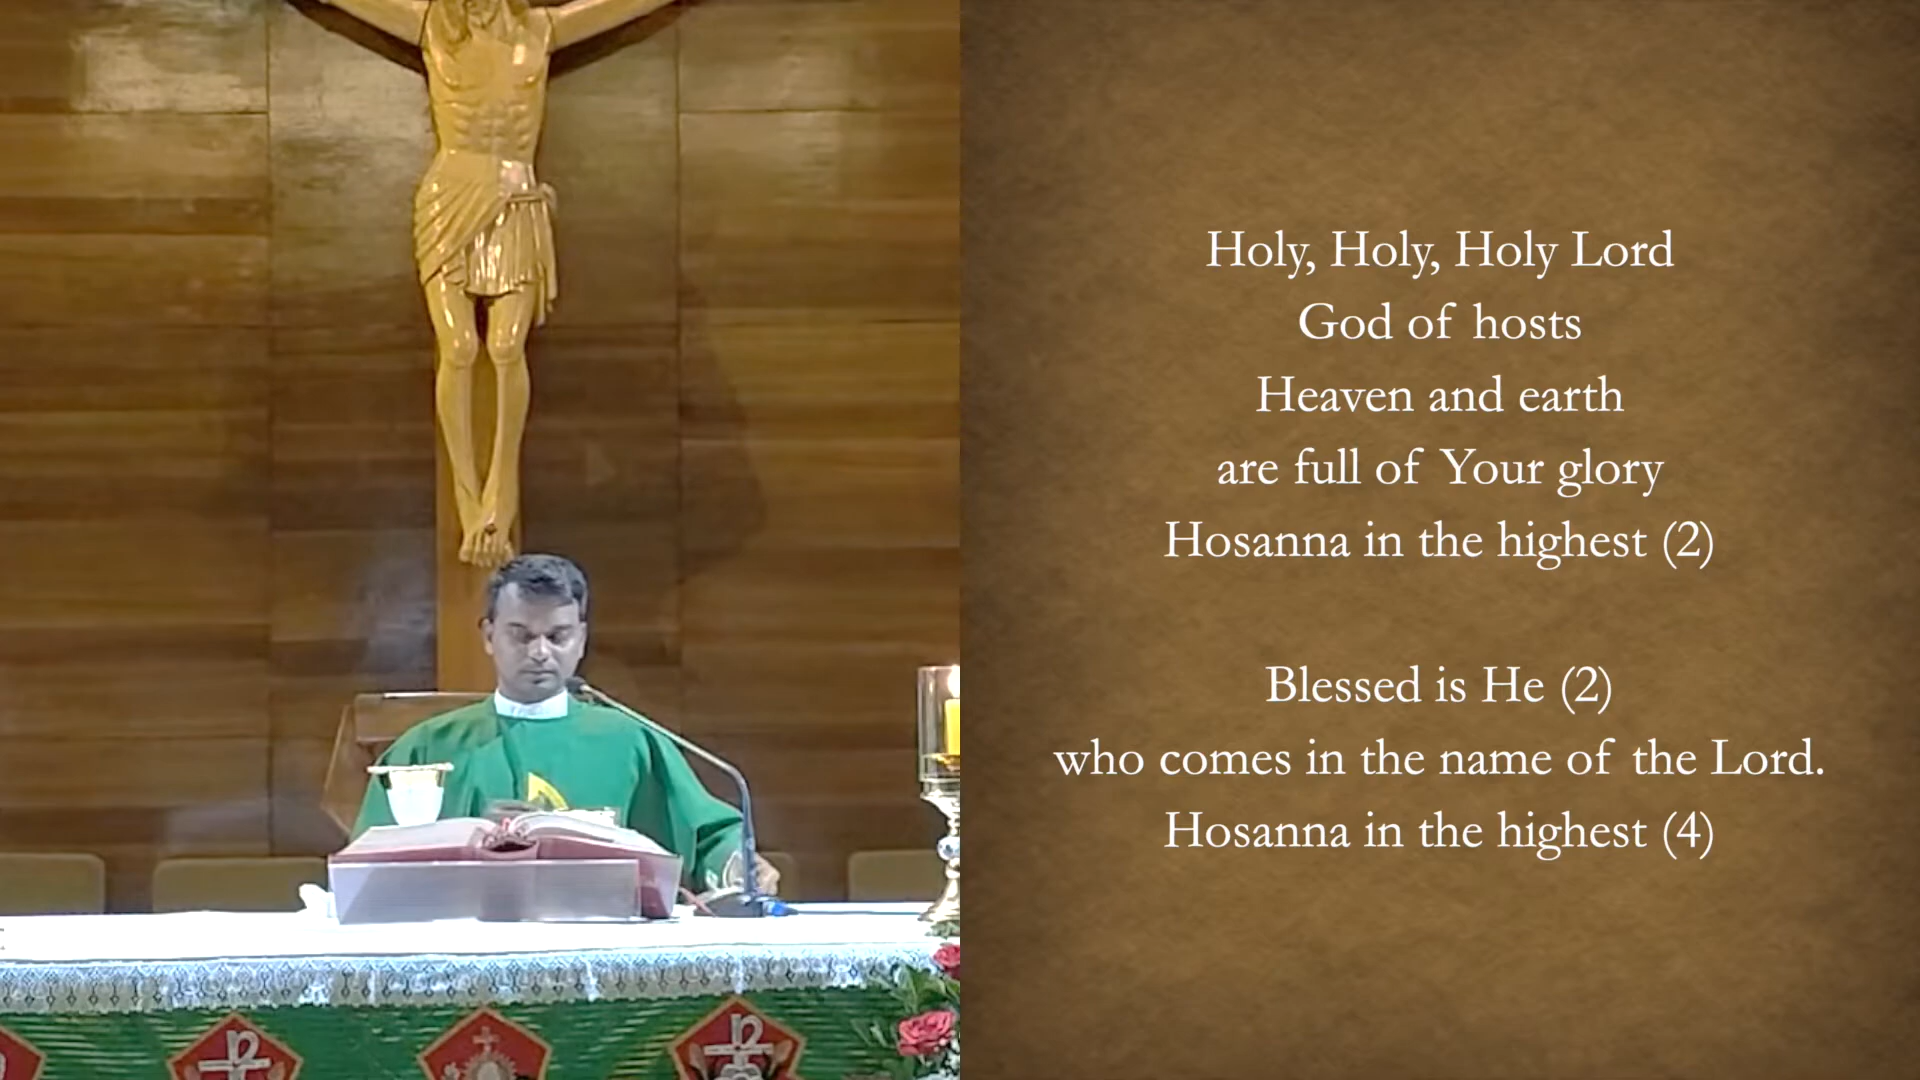 Holy, Holy, Holy Lord
God of hosts
Heaven and earth
are full of Your glory
Hosanna in the highest (2)
Blessed is He (2)
who comes in the name of the Lord.
Hosanna in the highest (4)